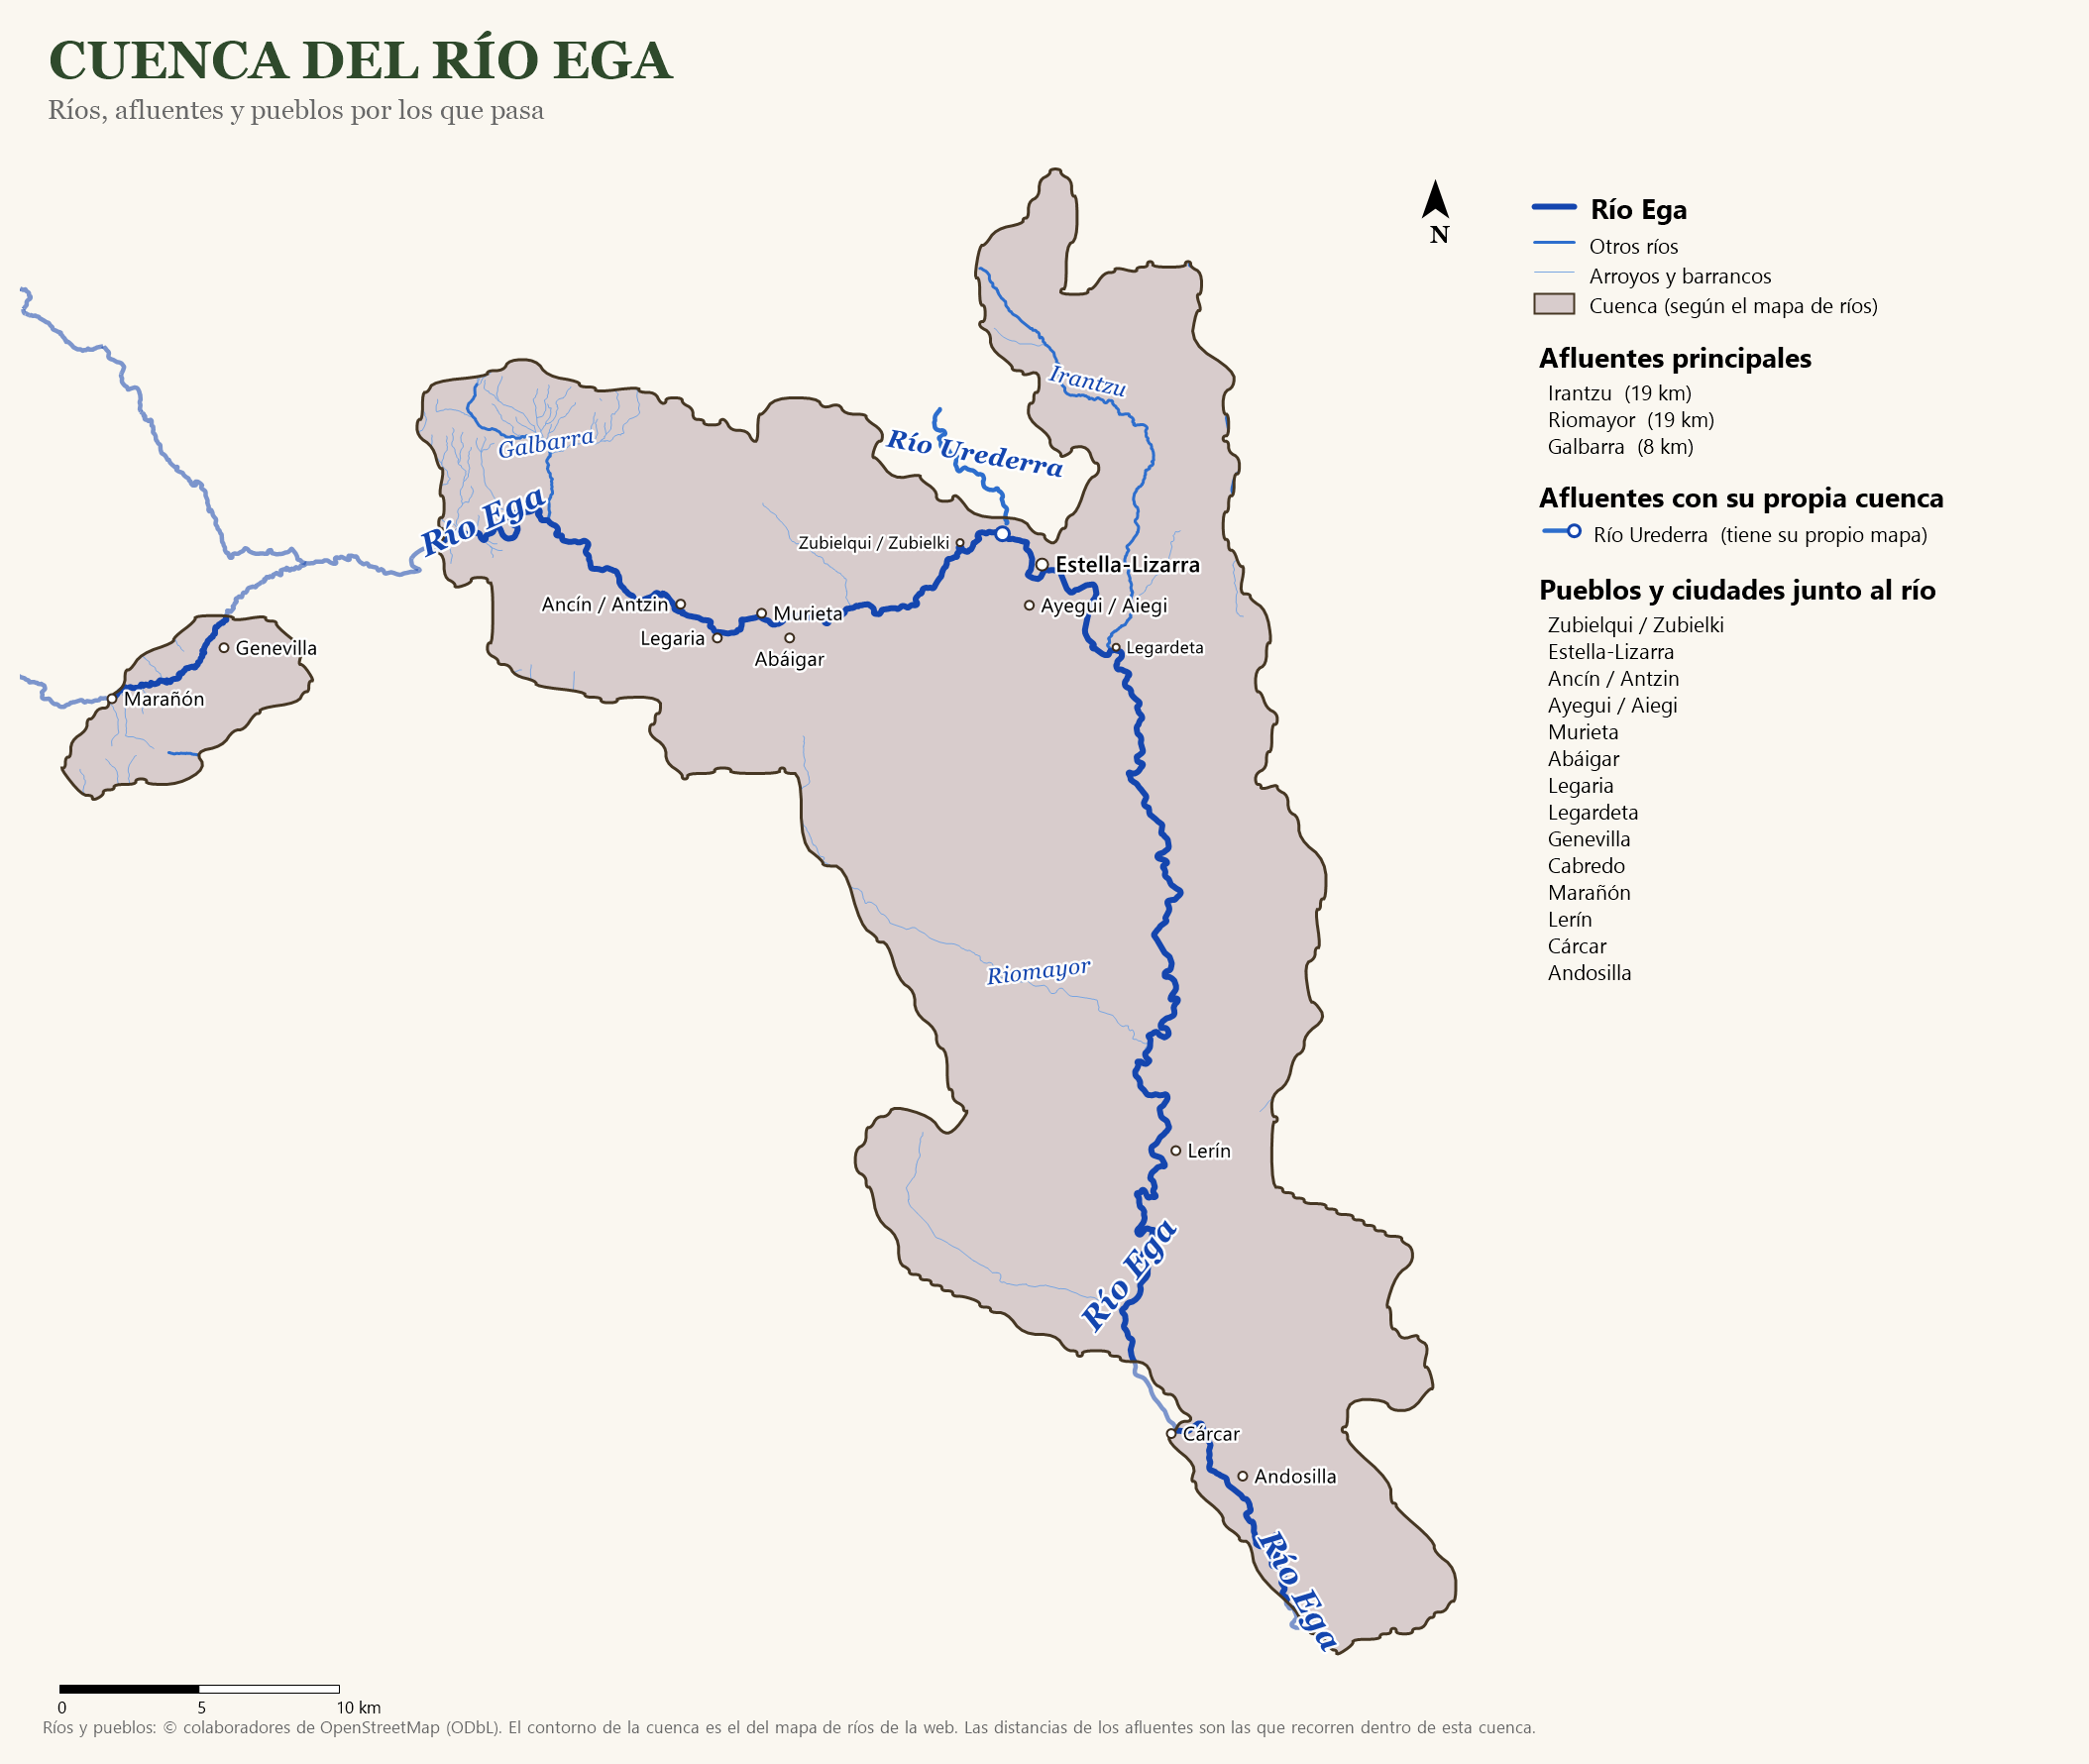 CUENCA DEL RÍO EGA
Ríos, afluentes y pueblos por los que pasa
N
Río Ega
Otros ríos
Arroyos y barrancos
Cuenca (según el mapa de ríos)
Afluentes principales
Irantzu (19 km)
Riomayor (19 km)
Galbarra (8 km)
Afluentes con su propia cuenca
Río Urederra (tiene su propio mapa)
Pueblos y ciudades junto al río
Zubielqui / Zubielki
Estella-Lizarra
Ancín / Antzin
Ayegui / Aiegi
Murieta
Abáigar
Legaria
Legardeta
Genevilla
Cabredo
Marañón
Lerín
Cárcar
Andosilla
Irantzu
Galbarra
Río Urederra
Río Ega
Zubielqui / Zubielki
Estella-Lizarra
Ancín / Antzin
Ayegui / Aiegi
Murieta
Legaria
Abáigar
Legardeta
Genevilla
Marañón
Riomayor
Lerín
Río Ega
Cárcar
Andosilla
Río Ega
0 5 10 km
Ríos y pueblos: © colaboradores de OpenStreetMap (ODbL). El contorno de la cuenca es el del mapa de ríos de la web. Las distancias de los afluentes son las que recorren dentro de esta cuenca.